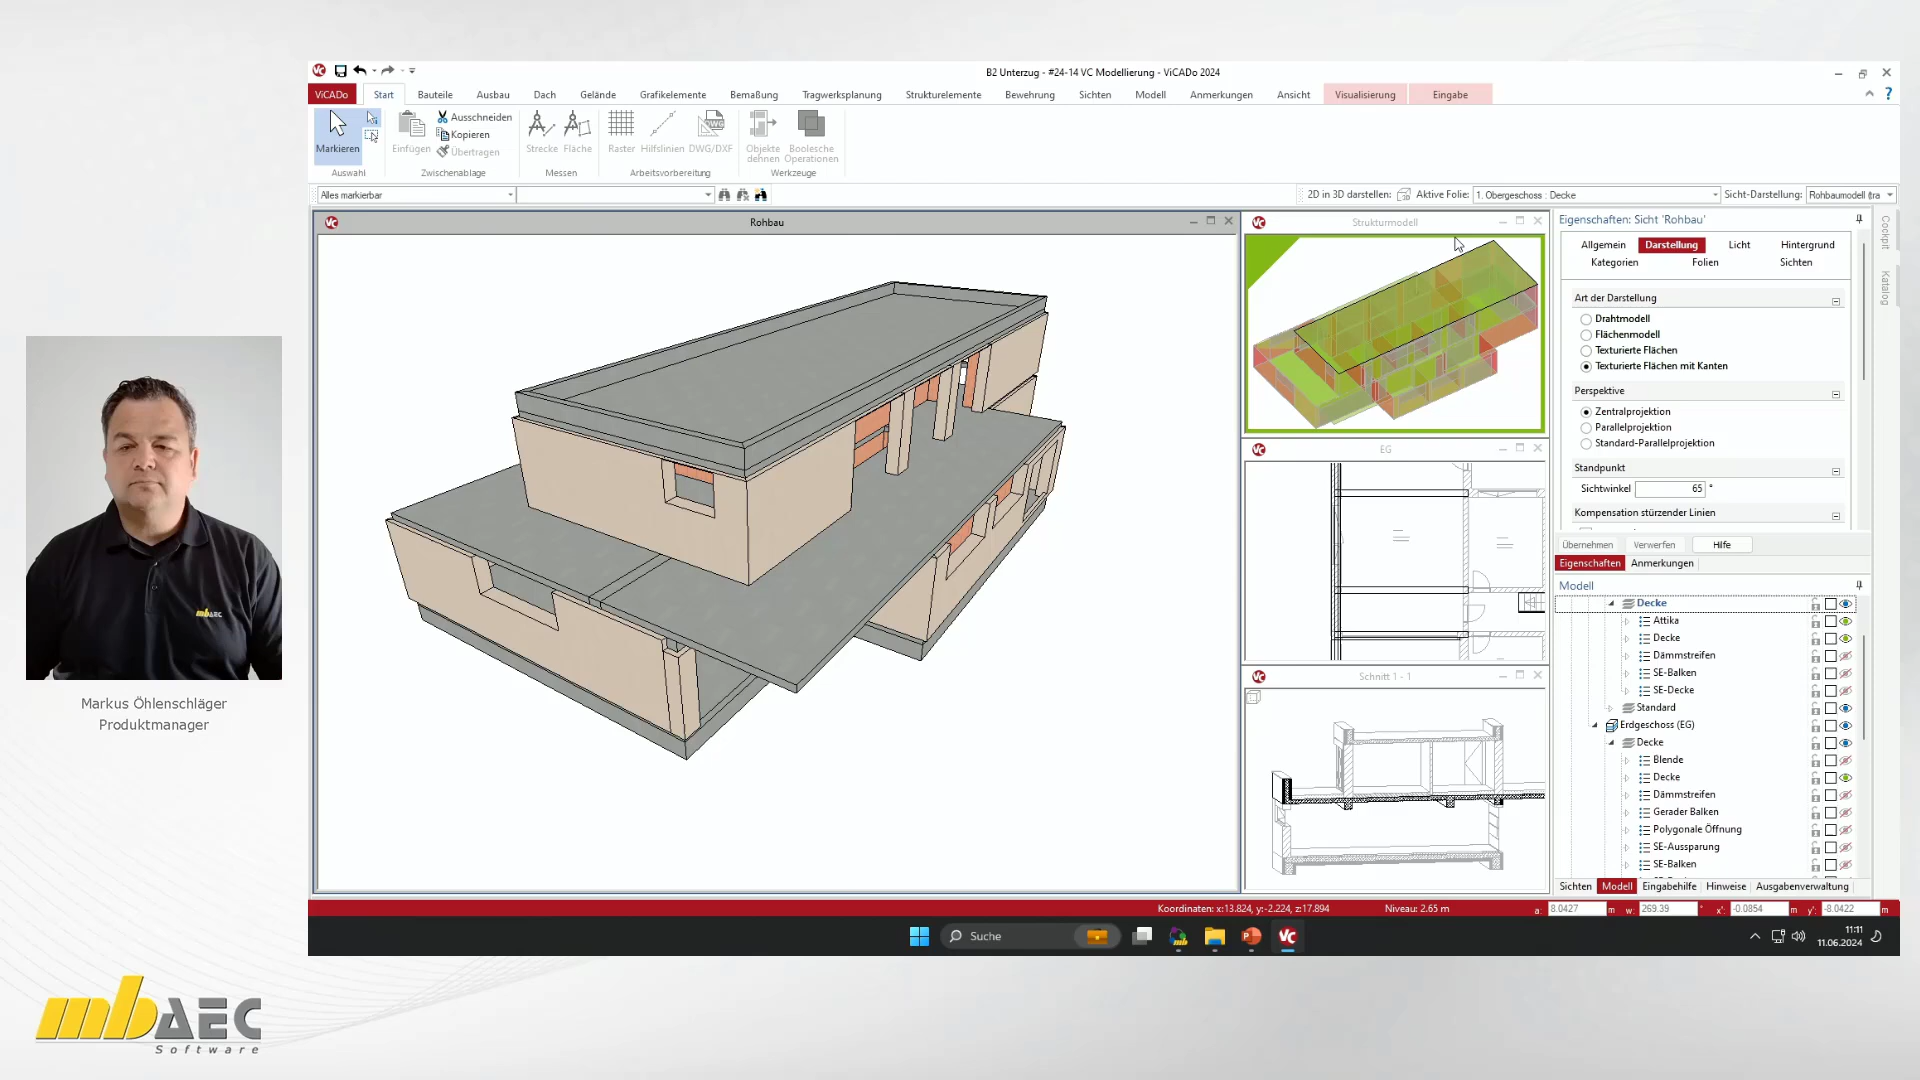 B2 Unterzug - #24-14 VC Modellierung - ViCADo 2024
ViCADo Start Bauteile Ausbau Dach Gelände Grafikelemente Bemaßung Tragwerksplanung Strukturelemente Bewehrung Sichten Modell Anmerkungen Ansicht Visualisierung Eingabe
Markieren
Einfügen
Ausschneiden
Kopieren
Übertragen
Strecke Fläche
Raster Hilfslinien DWG/DXF
Objekte dehnen
Boolesche Operationen
Auswahl Zwischenablage Messen Arbeitsvorbereitung Werkzeuge
Alles markierbar
2D in 3D darstellen: Aktive Folie: 1. Obergeschoss : Decke Sicht-Darstellung: Rohbaumodell (tra
Rohbau
Strukturmodell
EG
Schnitt 1 - 1
Eigenschaften: Sicht 'Rohbau'
Allgemein Darstellung Licht Hintergrund
Kategorien Folien Sichten
Art der Darstellung
Drahtmodell
Flächenmodell
Texturierte Flächen
Texturierte Flächen mit Kanten
Perspektive
Zentralprojektion
Parallelprojektion
Standard-Parallelprojektion
Standpunkt
Sichtwinkel 65 °
Kompensation stürzender Linien
Übernehmen Verwerfen Hilfe
Eigenschaften Anmerkungen
Cockpit
Katalog
Modell
Decke
Attika
Decke
Dämmstreifen
SE-Balken
SE-Decke
Standard
Erdgeschoss (EG)
Decke
Blende
Decke
Dämmstreifen
Gerader Balken
Polygonale Öffnung
SE-Aussparung
SE-Balken
Sichten Modell Eingabehilfe Hinweise Ausgabenverwaltung
Koordinaten: x:13.824, y:-2.224, z:17.894 Niveau: 2.65 m a: 8.0427 m w: 269.39 ° x': -0.0854 m y': -8.0422 m
Suche
11:11
11.06.2024
mbAEC
Markus Öhlenschläger
Produktmanager
mbAEC
Software